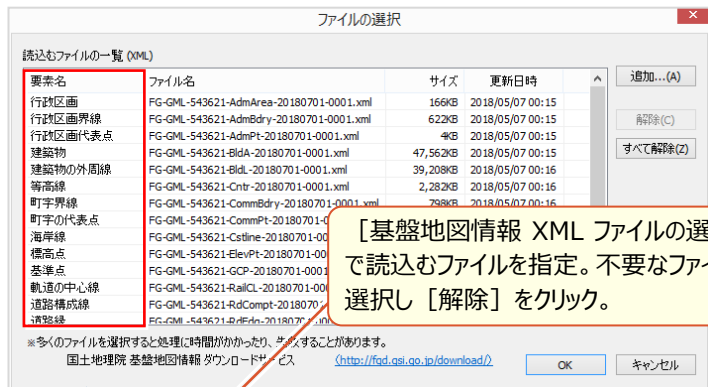 ファイルの選択
読込むファイルの一覧 (XML)
要素名 ファイル名 サイズ 更新日時
追加...(A)
行政区画 FG-GML-543621-AdmArea-20180701-0001.xml 166KB 2018/05/07 00:15
行政区画界線 FG-GML-543621-AdmBdry-20180701-0001.xml 622KB 2018/05/07 00:15
解除(C)
行政区画代表点 FG-GML-543621-AdmPt-20180701-0001.xml 4KB 2018/05/07 00:15
建築物 FG-GML-543621-BldA-20180701-0001.xml 47,562KB 2018/05/07 00:15
すべて解除(Z)
建築物の外周線 FG-GML-543621-BldL-20180701-0001.xml 39,208KB 2018/05/07 00:16
等高線 FG-GML-543621-Cntr-20180701-0001.xml 2,282KB 2018/05/07 00:16
町字界線 FG-GML-543621-CommBdry-20180701-0001.xml 798KB 2018/05/07 00:16
町字の代表点 FG-GML-543621-CommPt-20180701-0
海岸線 FG-GML-543621-Cstline-20180701-00
標高点 FG-GML-543621-ElevPt-20180701-00
基準点 FG-GML-543621-GCP-20180701-0001
軌道の中心線 FG-GML-543621-RailCL-20180701-00
道路構成線 FG-GML-543621-RdCompt-2018070
道路縁 FG-GML-543621-RdEdg-20180701-00
［基盤地図情報 XML ファイルの選
で読込むファイルを指定。不要なファイ
選択し［解除］をクリック。
※多くのファイルを選択すると処理に時間がかかったり、することがあります。
国土地理院 基盤地図情報 ダウンロードサービス (http://fgd.gsi.go.jp/download/)
OK キャンセル